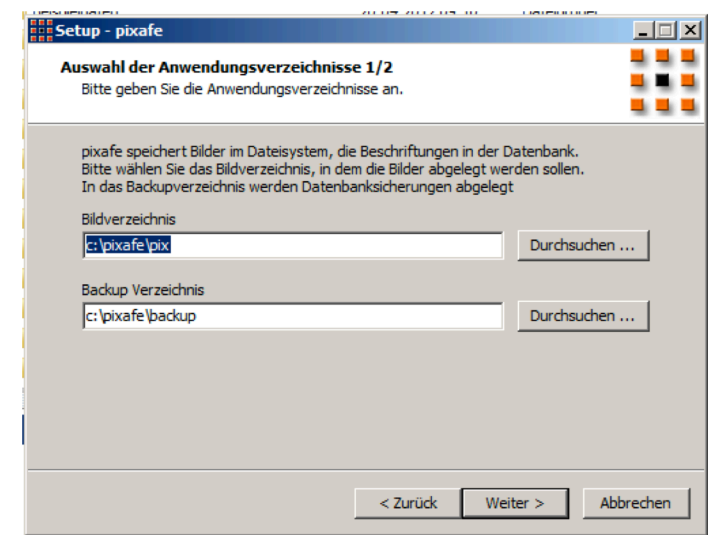 Setup - pixafe
Auswahl der Anwendungsverzeichnisse 1/2
Bitte geben Sie die Anwendungsverzeichnisse an.
pixafe speichert Bilder im Dateisystem, die Beschriftungen in der Datenbank.
Bitte wählen Sie das Bildverzeichnis, in dem die Bilder abgelegt werden sollen.
In das Backupverzeichnis werden Datenbanksicherungen abgelegt
Bildverzeichnis
c:\pixafe\pix
Durchsuchen ...
Backup Verzeichnis
c:\pixafe\backup
Durchsuchen ...
< Zurück
Weiter >
Abbrechen